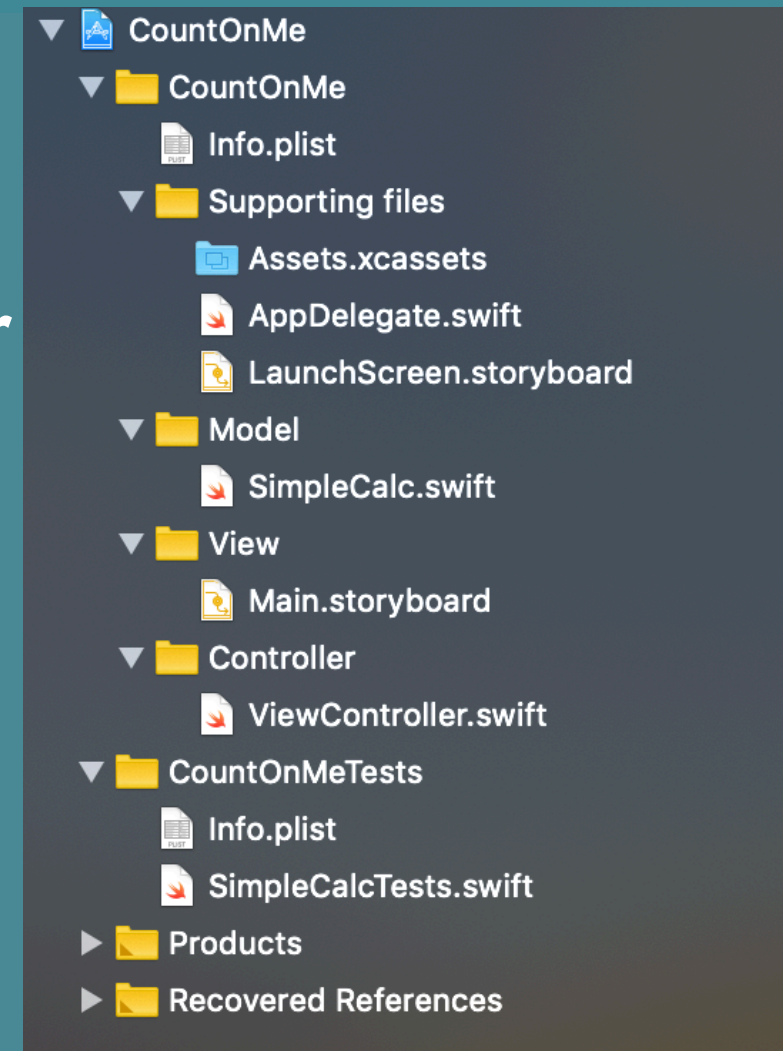 CountOnMe
CountOnMe
Info.plist
Supporting files
Assets.xcassets
AppDelegate.swift
LaunchScreen.storyboard
Model
SimpleCalc.swift
View
Main.storyboard
Controller
ViewController.swift
CountOnMeTests
Info.plist
SimpleCalcTests.swift
Products
Recovered References